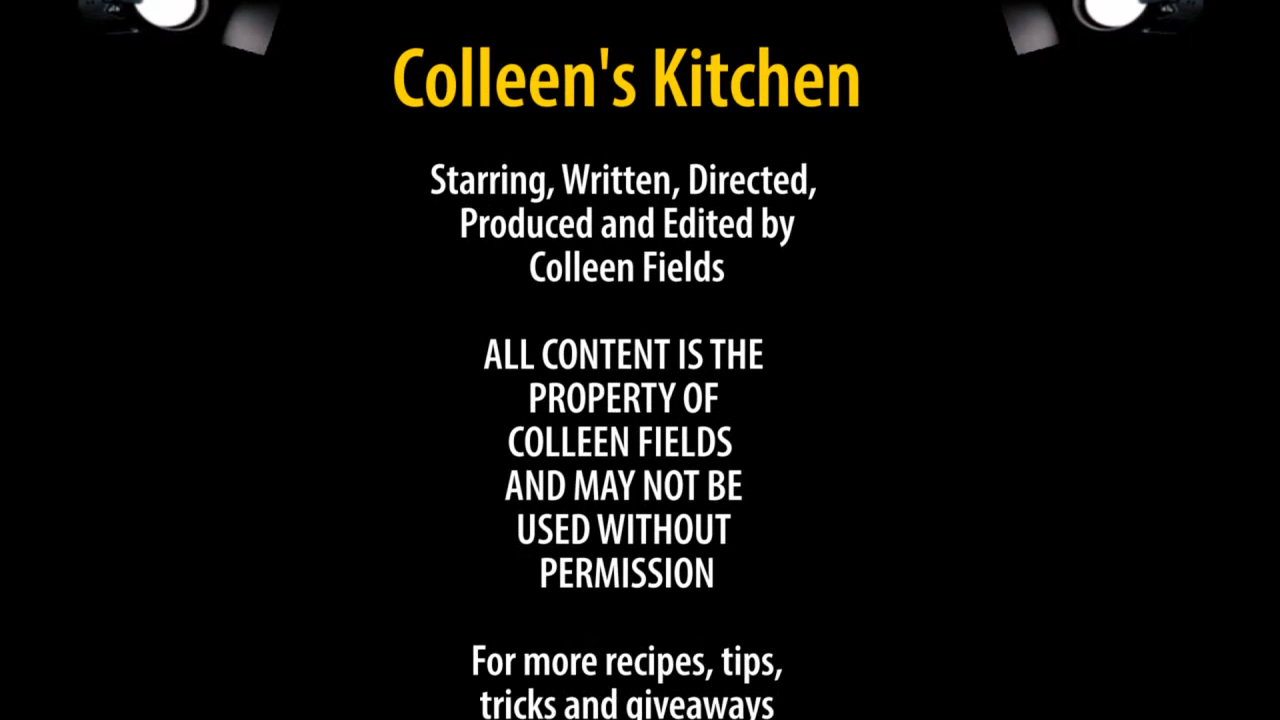 Colleen's Kitchen
Starring, Written, Directed,
Produced and Edited by
Colleen Fields
ALL CONTENT IS THE
PROPERTY OF
COLLEEN FIELDS
AND MAY NOT BE
USED WITHOUT
PERMISSION
For more recipes, tips,
tricks and giveaways